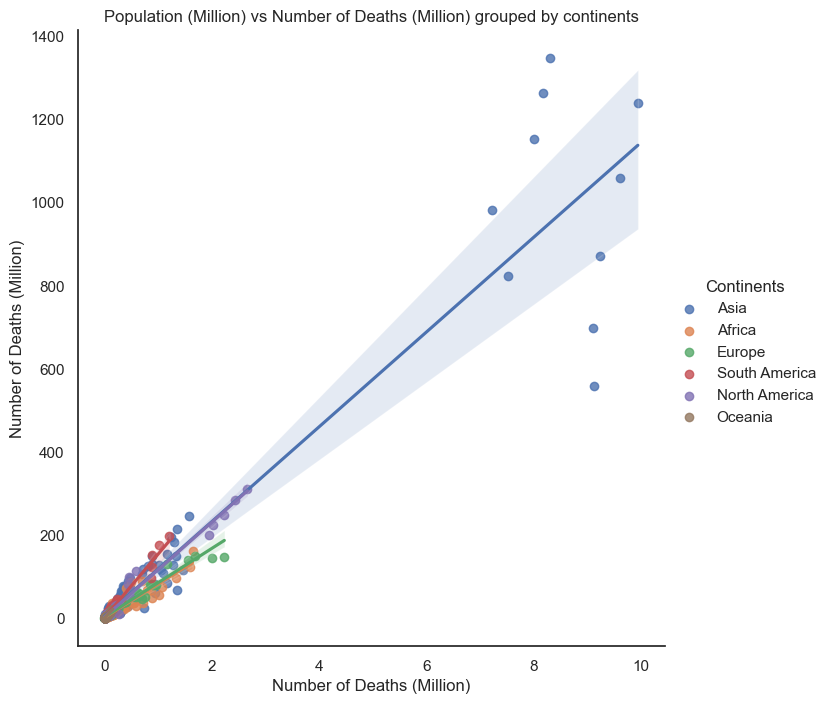 Population (Million) vs Number of Deaths (Million) grouped by continents
1400
1200
1000
800
600
400
200
0
Number of Deaths (Million)
0 2 4 6 8 10
Number of Deaths (Million)
Continents
Asia
Africa
Europe
South America
North America
Oceania